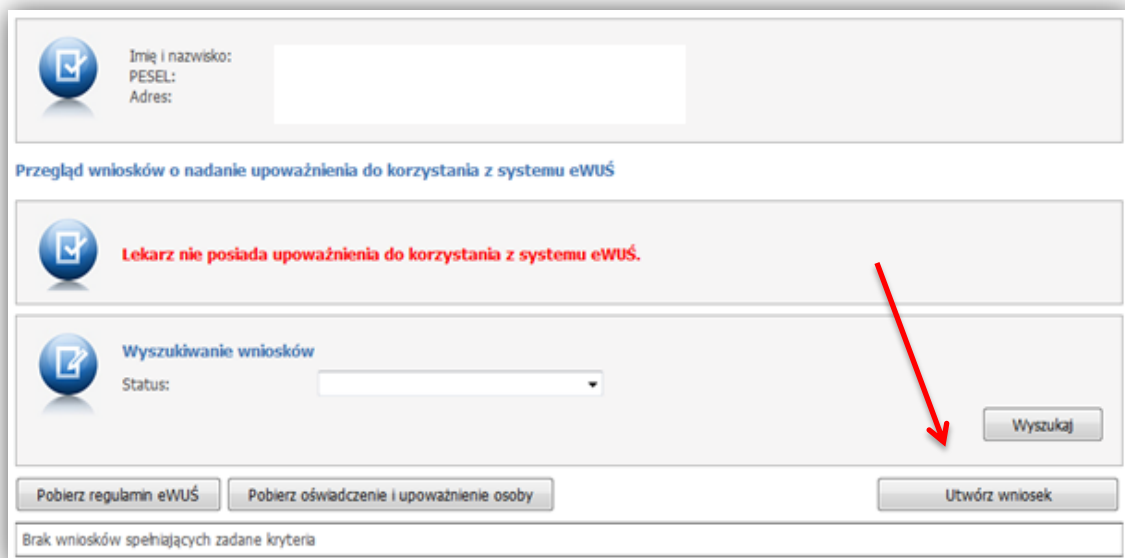 Imię i nazwisko:
PESEL:
Adres:
Przegląd wniosków o nadanie upoważnienia do korzystania z systemu eWUŚ
Lekarz nie posiada upoważnienia do korzystania z systemu eWUŚ.
Wyszukiwanie wniosków
Status:
Wyszukaj
Pobierz regulamin eWUŚ
Pobierz oświadczenie i upoważnienie osoby
Utwórz wniosek
Brak wniosków spełniających zadane kryteria